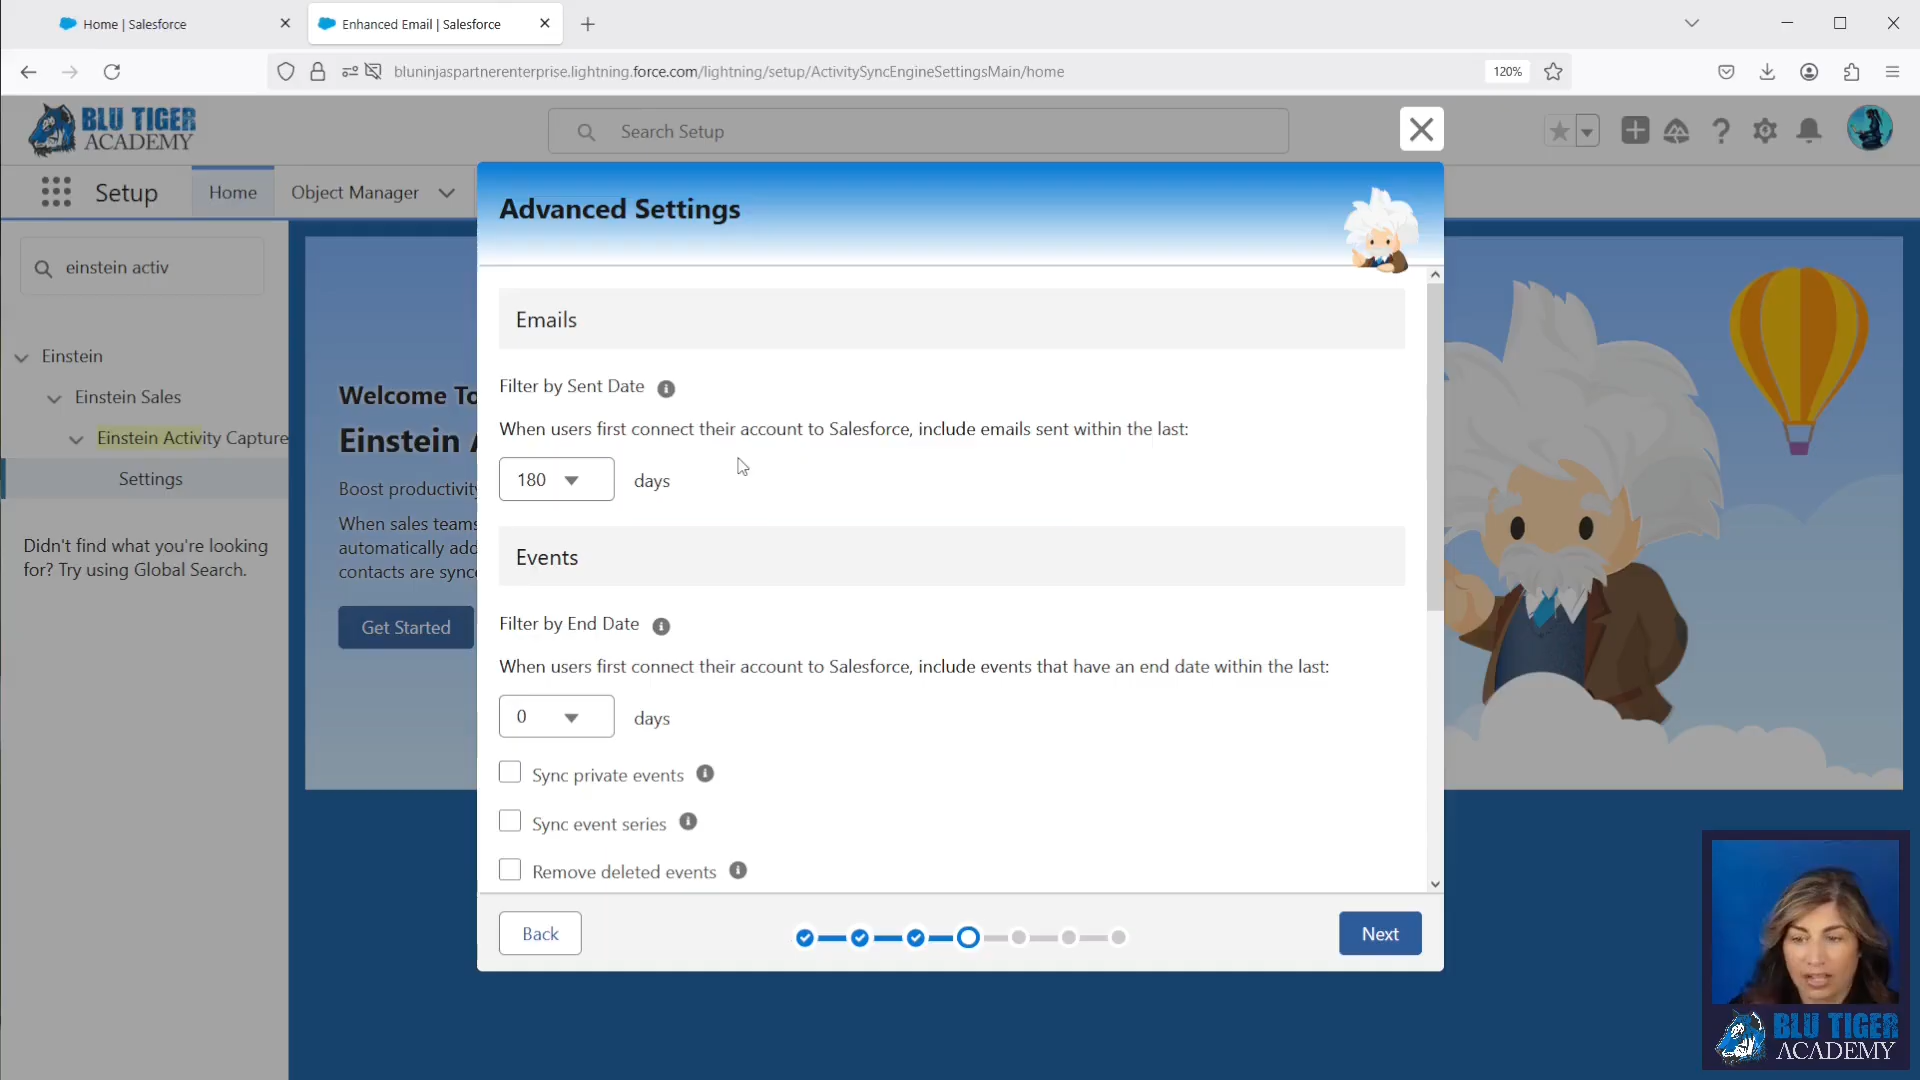 Home | Salesforce
Enhanced Email | Salesforce
bluninjaspartnerenterprise.lightning.force.com/lightning/setup/ActivitySyncEngineSettingsMain/home
120%
BLU TIGER
ACADEMY
Search Setup
Setup
Home
Object Manager
einstein activ
Einstein
Einstein Sales
Einstein Activity Capture
Settings
Didn't find what you're looking
for? Try using Global Search.
Welcome To
Einstein A
Boost productivity
When sales teams
automatically add
contacts are sync
Get Started
Advanced Settings
Emails
Filter by Sent Date
When users first connect their account to Salesforce, include emails sent within the last:
180
days
Events
Filter by End Date
When users first connect their account to Salesforce, include events that have an end date within the last:
0
days
Sync private events
Sync event series
Remove deleted events
Back
Next
BLU TIGER
ACADEMY